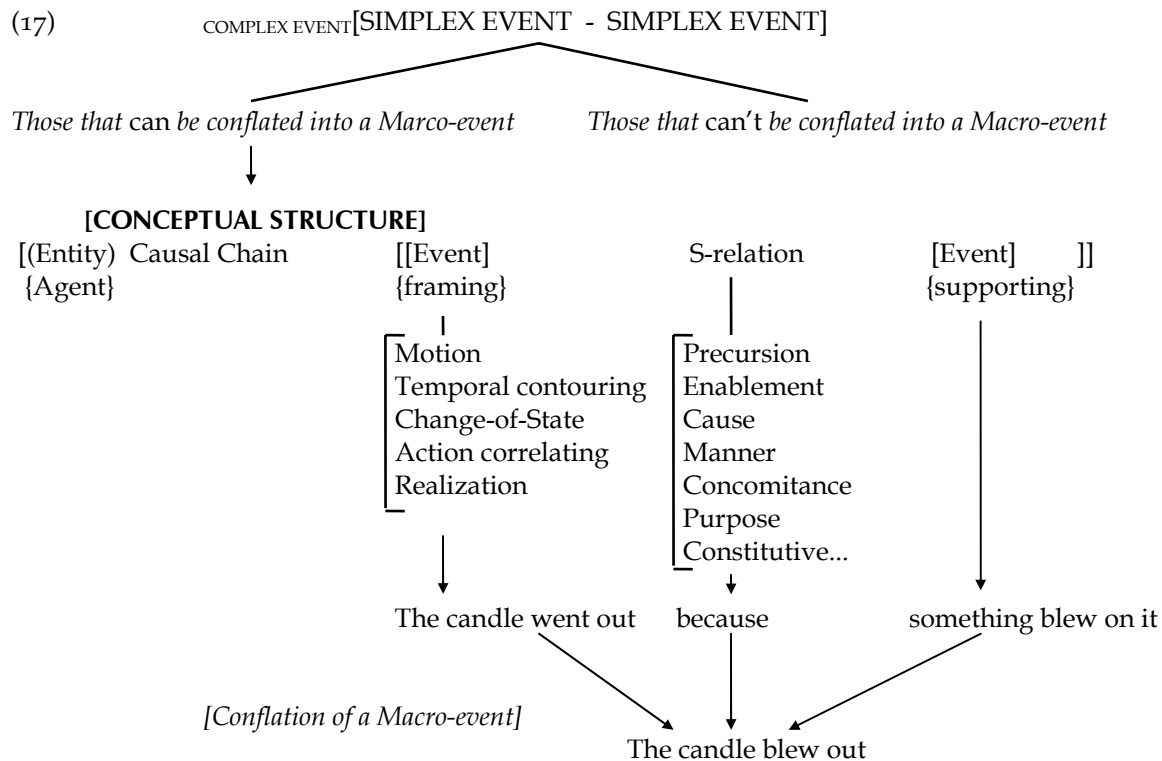 (17) COMPLEX EVENT[SIMPLEX EVENT - SIMPLEX EVENT]
Those that can be conflated into a Marco-event Those that can't be conflated into a Macro-event
[CONCEPTUAL STRUCTURE]
[(Entity) Causal Chain [[Event] S-relation [Event] ]]
{Agent} {framing} {supporting}
Motion Precursion
Temporal contouring Enablement
Change-of-State Cause
Action correlating Manner
Realization Concomitance
Purpose
Constitutive...
The candle went out because something blew on it
[Conflation of a Macro-event]
The candle blew out